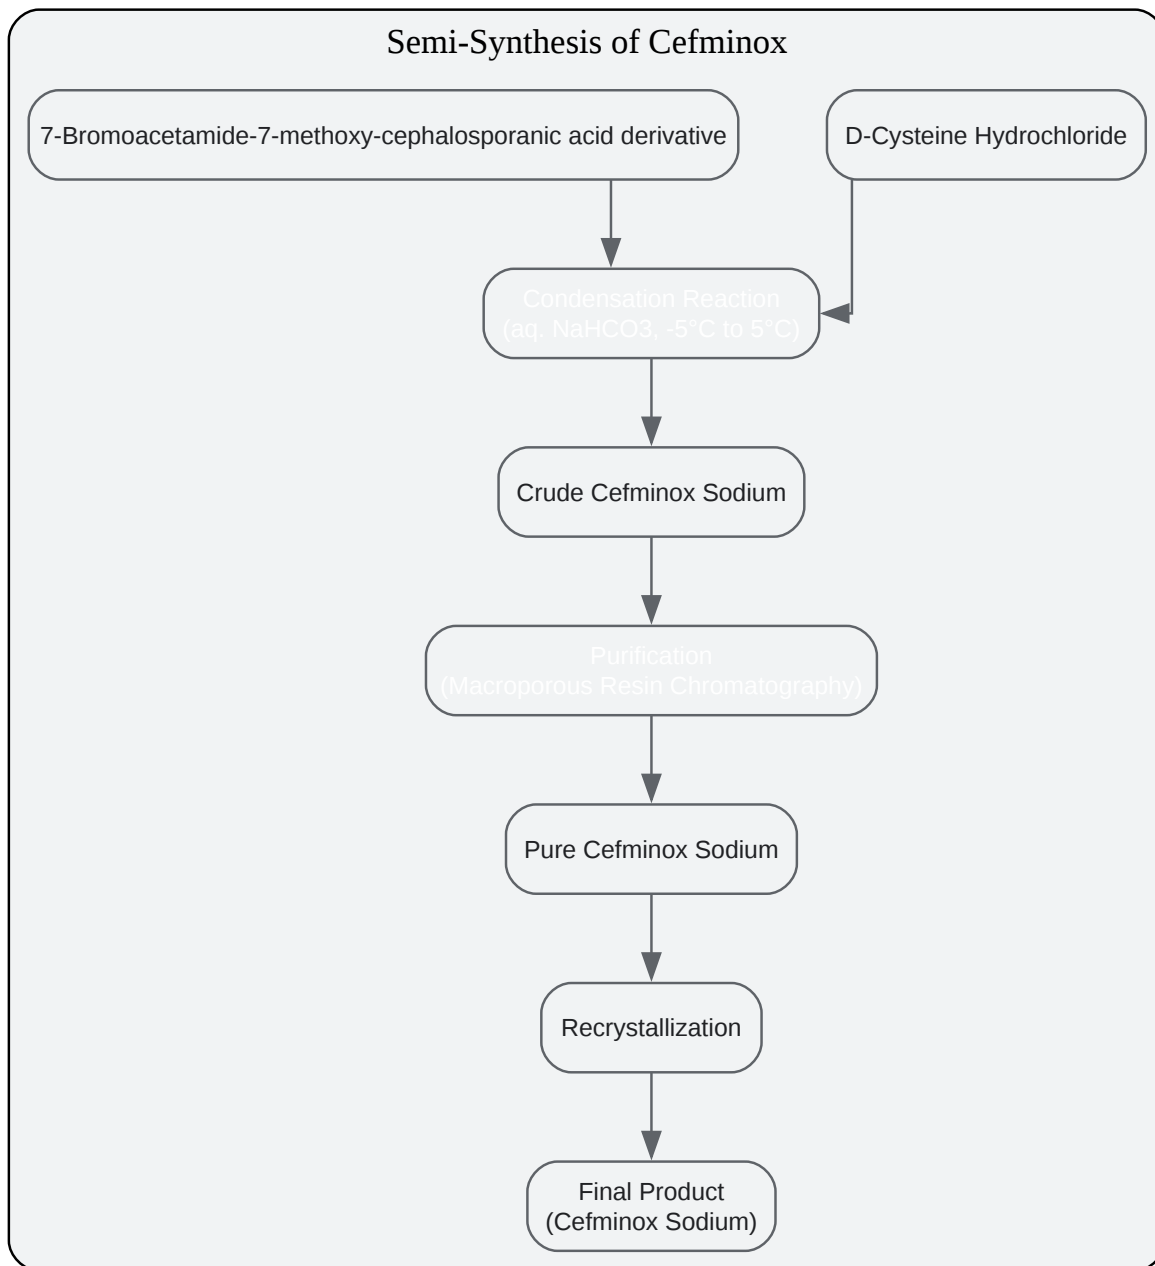 Semi-Synthesis of Cefminox
7-Bromoacetamide-7-methoxy-cephalosporanic acid derivative
D-Cysteine Hydrochloride
Condensation Reaction
(aq. NaHCO3, -5°C to 5°C)
Crude Cefminox Sodium
Purification
(Macroporous Resin Chromatography)
Pure Cefminox Sodium
Recrystallization
Final Product
(Cefminox Sodium)